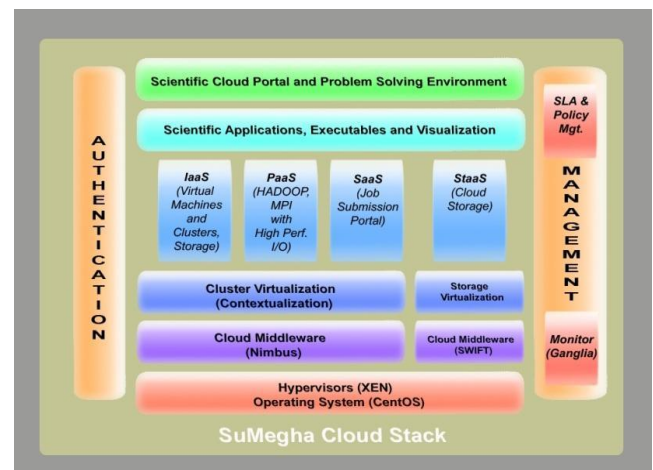 Scientific Cloud Portal and Problem Solving Environment
Scientific Applications, Executables and Visualization
AUTHENTICATION
IaaS
(Virtual
Machines
and
Clusters,
Storage)
PaaS
(HADOOP,
MPI
with
High Perf.
I/O)
SaaS
(Job
Submission
Portal)
StaaS
(Cloud
Storage)
SLA &
Policy
Mgt.
MANAGEMENT
Monitor
(Ganglia)
Cluster Virtualization
(Contextualization)
Storage
Virtualization
Cloud Middleware
(Nimbus)
Cloud Middleware
(SWIFT)
Hypervisors (XEN)
Operating System (CentOS)
SuMegha Cloud Stack